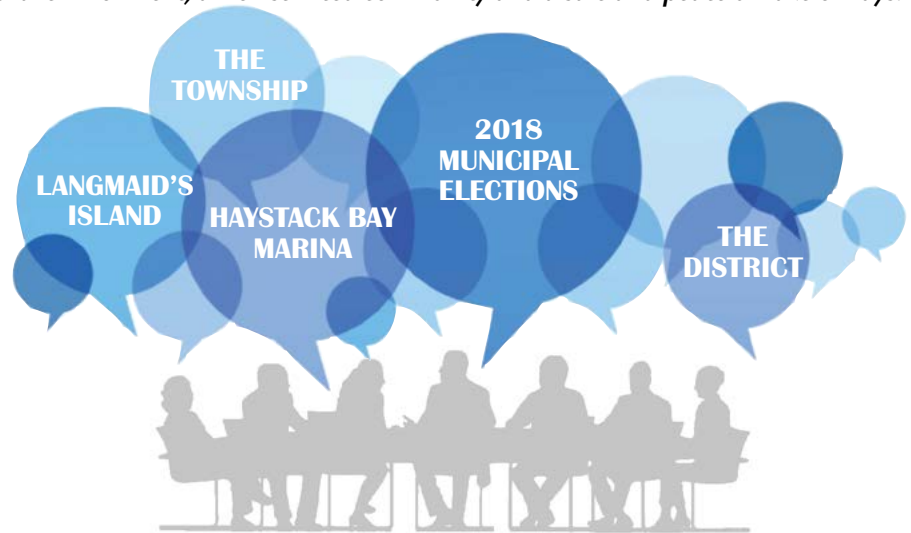 THE
TOWNSHIP
LANGMAID'S
ISLAND
HAYSTACK BAY
MARINA
2018
MUNICIPAL
ELECTIONS
THE
DISTRICT